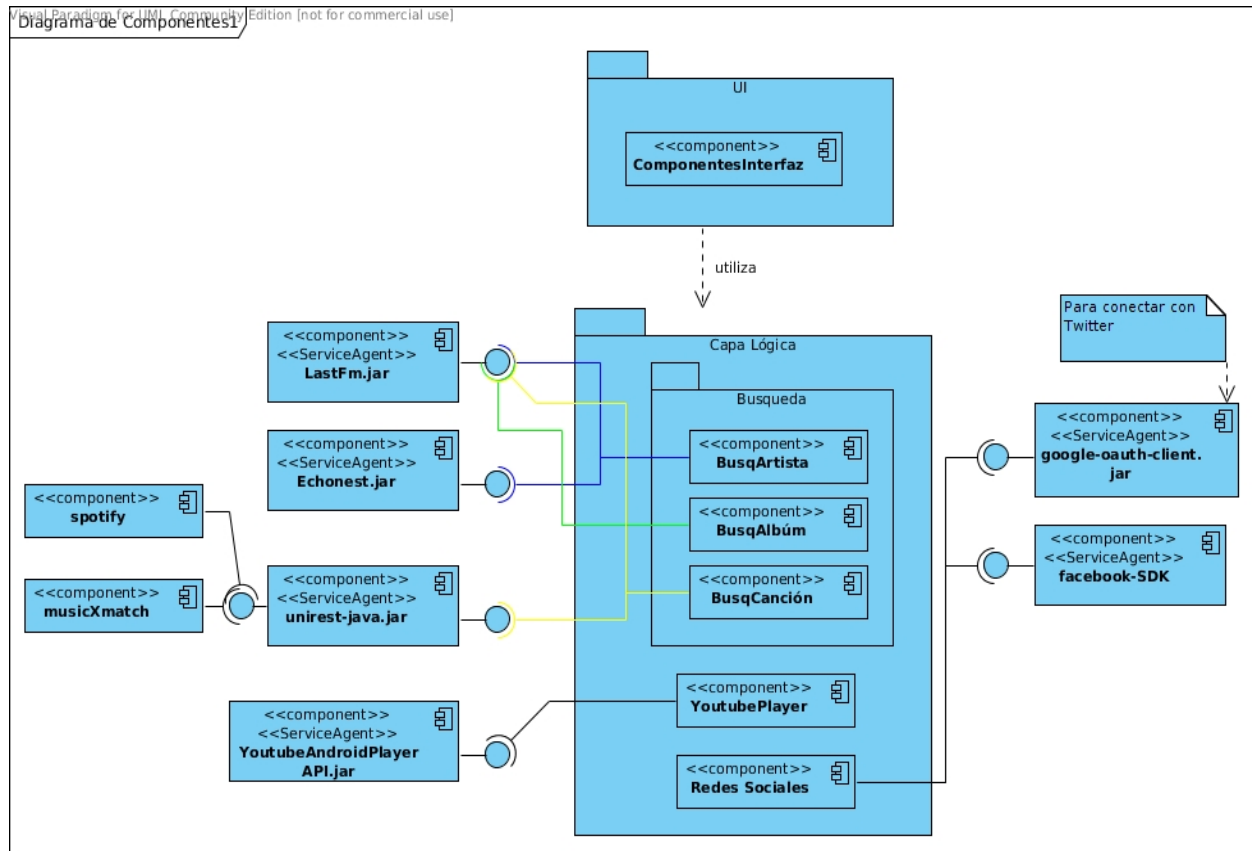 Visual Paradigm for UML Community Edition [not for commercial use]
Diagrama de Componentes1
UI
<<component>>
ComponentesInterfaz
utiliza
Para conectar con
Twitter
Capa Lógica
Busqueda
<<component>>
BusqArtista
<<component>>
BusqAlbúm
<<component>>
BusqCanción
<<component>>
YoutubePlayer
<<component>>
Redes Sociales
<<component>>
<<ServiceAgent>>
LastFm.jar
<<component>>
<<ServiceAgent>>
Echonest.jar
<<component>>
spotify
<<component>>
musicXmatch
<<component>>
<<ServiceAgent>>
unirest-java.jar
<<component>>
<<ServiceAgent>>
YoutubeAndroidPlayer
API.jar
<<component>>
<<ServiceAgent>>
google-oauth-client.
jar
<<component>>
<<ServiceAgent>>
facebook-SDK